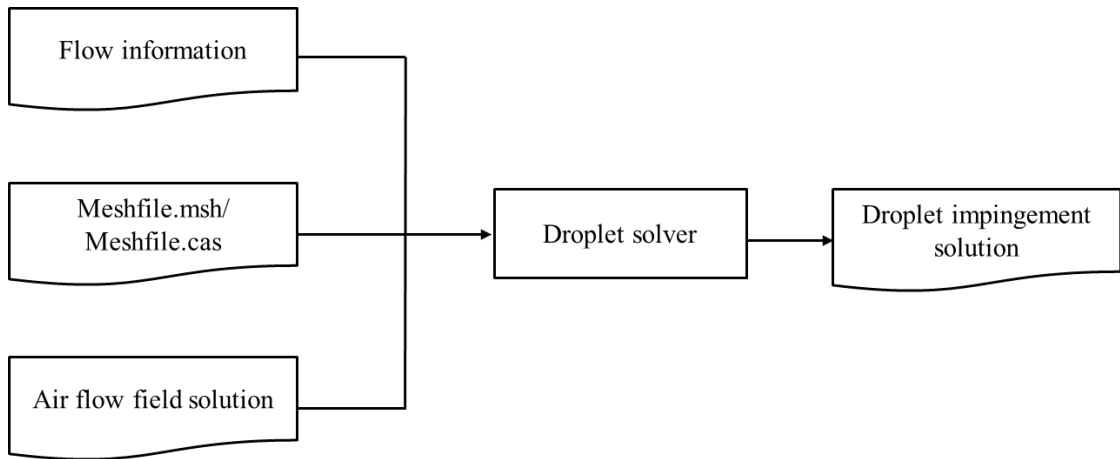 Flow information
Meshfile.msh/
Meshfile.cas
Air flow field solution
Droplet solver
Droplet impingement
solution